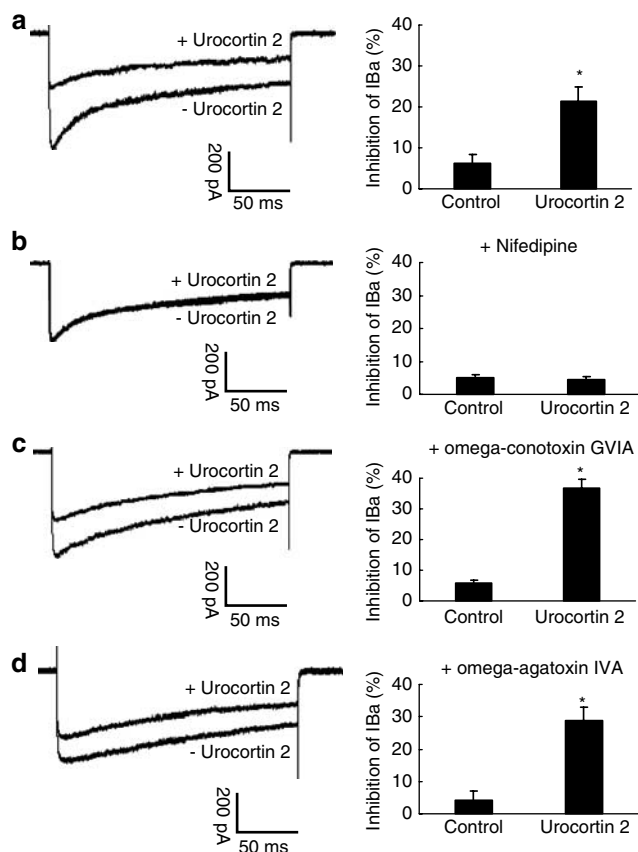 a
+ Urocortin 2
- Urocortin 2
200 pA
50 ms
Inhibition of IBa (%)
40
30
20
10
0
*
Control
Urocortin 2
b
+ Urocortin 2
- Urocortin 2
200 pA
50 ms
+ Nifedipine
Inhibition of IBa (%)
40
30
20
10
0
Control
Urocortin 2
c
+ Urocortin 2
- Urocortin 2
200 pA
50 ms
+ omega-conotoxin GVIA
Inhibition of IBa (%)
40
30
20
10
0
*
Control
Urocortin 2
d
+ Urocortin 2
- Urocortin 2
200 pA
50 ms
+ omega-agatoxin IVA
Inhibition of IBa (%)
40
30
20
10
0
*
Control
Urocortin 2